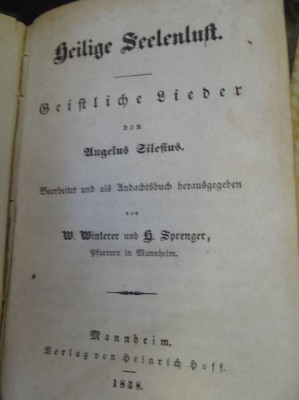 Heilige Seelenlust.
Geistliche Lieder
von
Angelus Silesius.
Bearbeitet und als Andachtsbuch herausgegeben
von
W. Winterer und H. Sprenger,
Pfarrern in Mannheim.
Mannheim.
Verlag von Heinrich Hoff.
1838.